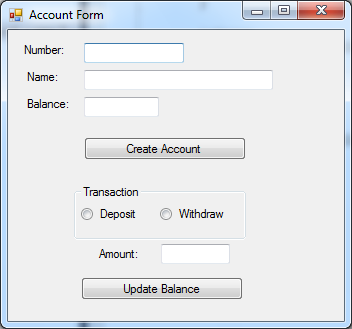 Account Form
Number:
Name:
Balance:
Create Account
Transaction
Deposit Withdraw
Amount:
Update Balance